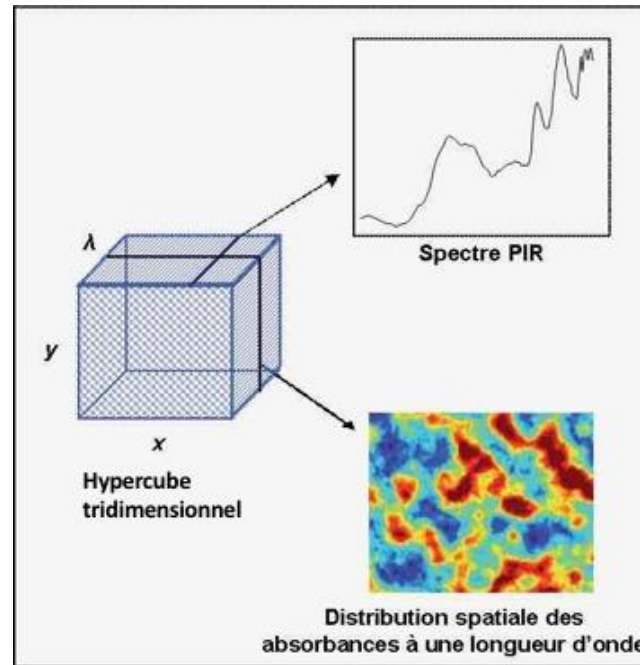 Spectre PIR
λ
y
x
Hypercube
tridimensionnel
Distribution spatiale des
absorbances à une longueur d'onde